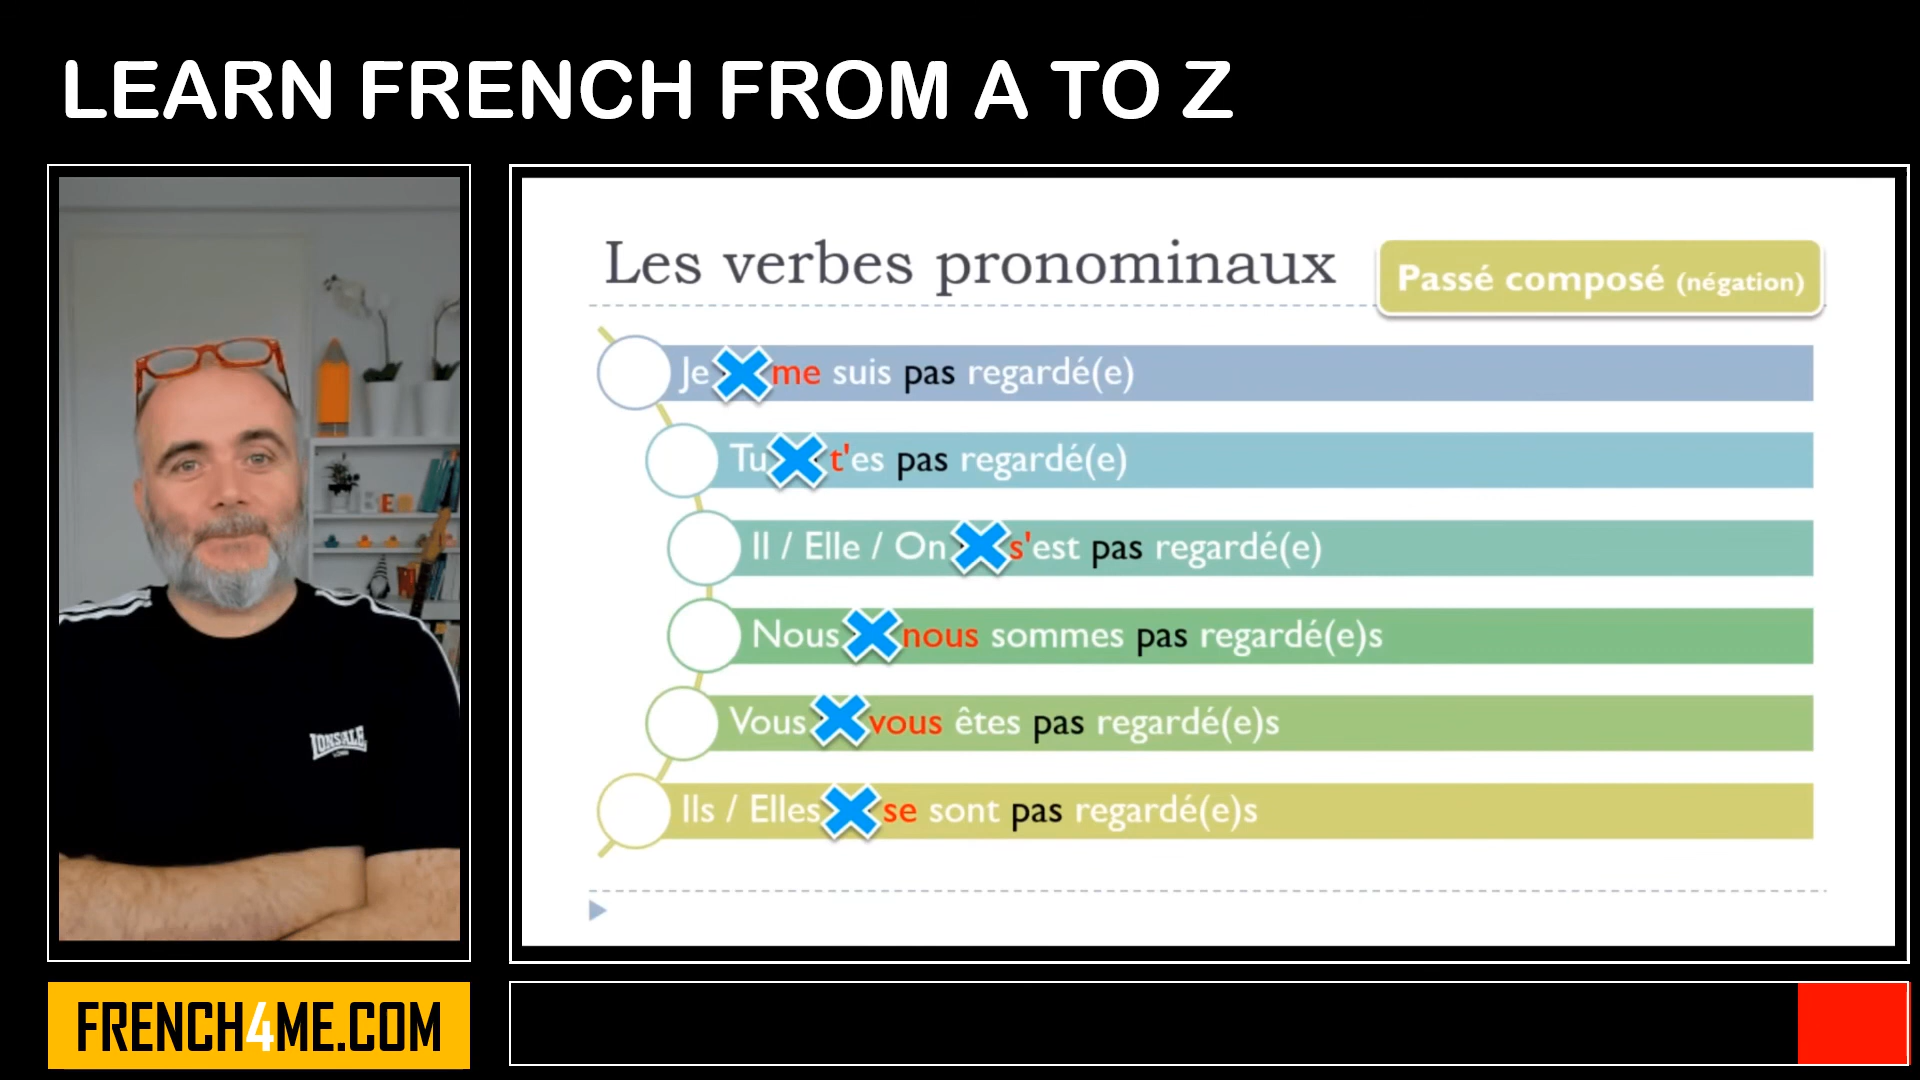 LEARN FRENCH FROM A TO Z
Les verbes pronominaux
Passé composé (négation)
Je me suis pas regardé(e)
Tu t'es pas regardé(e)
Il / Elle / On s'est pas regardé(e)
Nous nous sommes pas regardé(e)s
Vous vous êtes pas regardé(e)s
Ils / Elles se sont pas regardé(e)s
LONSDALE
FRENCH4ME.COM